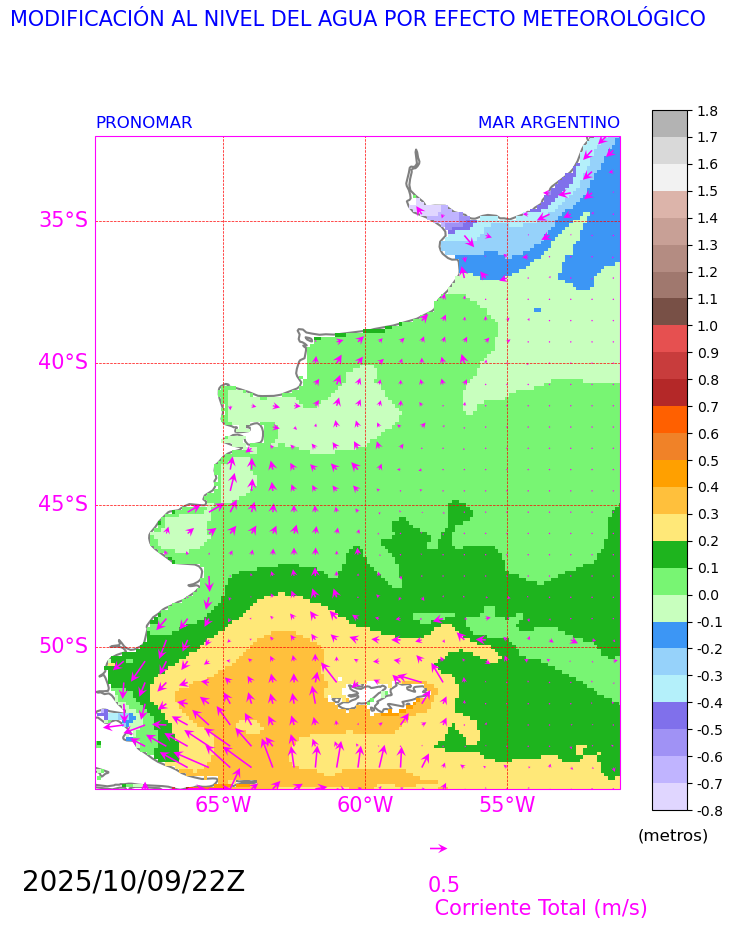 MODIFICACIÓN AL NIVEL DEL AGUA POR EFECTO METEOROLÓGICO
PRONOMAR
MAR ARGENTINO
35°S
40°S
45°S
50°S
65°W
60°W
55°W
1.8
1.7
1.6
1.5
1.4
1.3
1.2
1.1
1.0
0.9
0.8
0.7
0.6
0.5
0.4
0.3
0.2
0.1
0.0
-0.1
-0.2
-0.3
-0.4
-0.5
-0.6
-0.7
-0.8
(metros)
2025/10/09/22Z
0.5
Corriente Total (m/s)